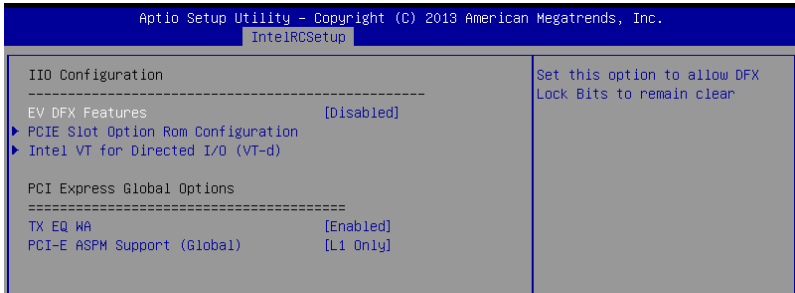 Aptio Setup Utility – Copyright (C) 2013 American Megatrends, Inc.
IntelRCSetup
IIO Configuration
--------------------------------------------------
EV DFX Features [Disabled]
PCIE Slot Option Rom Configuration
Intel VT for Directed I/O (VT-d)
PCI Express Global Options
========================================
TX EQ WA [Enabled]
PCI-E ASPM Support (Global) [L1 Only]
Set this option to allow DFX
Lock Bits to remain clear